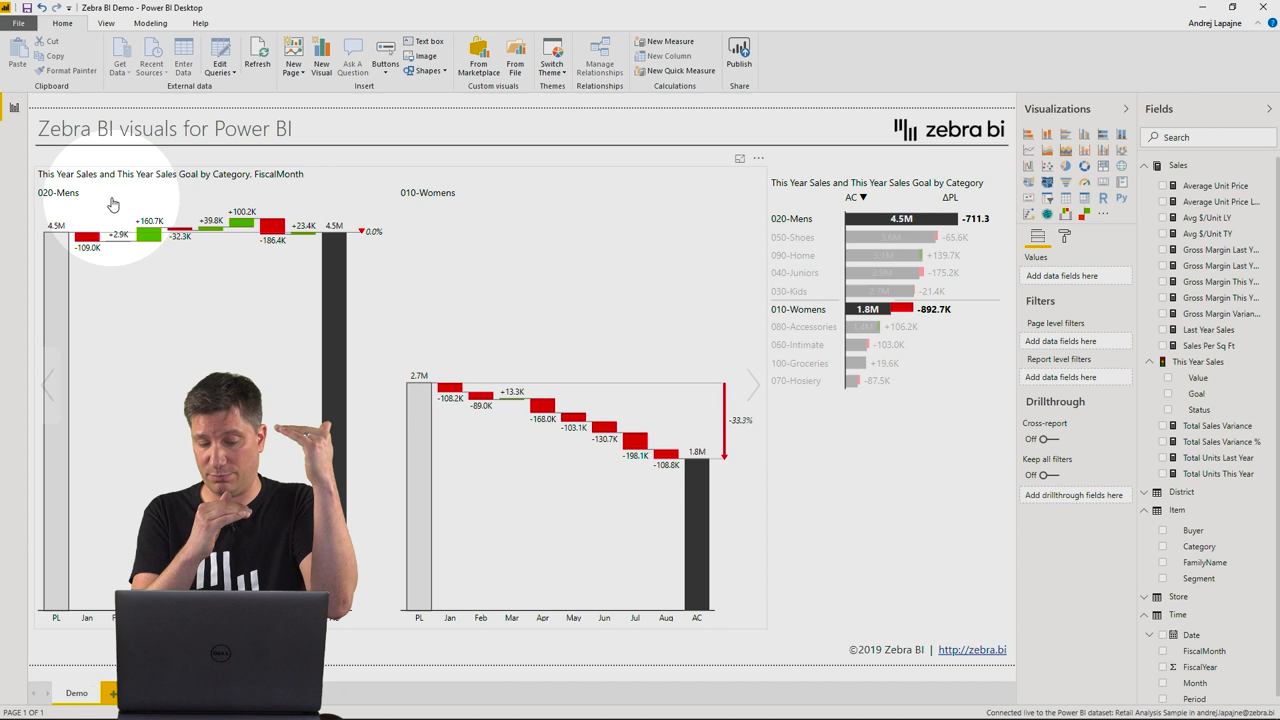 Zebra BI Demo - Power BI Desktop
File
Home
View
Modeling
Help
Andrej Lapajne
Paste
Cut
Copy
Format Painter
Clipboard
Get Data
Recent Sources
Enter Data
Edit Queries
Refresh
External data
New Page
New Visual
Ask A Question
Buttons
Text box
Image
Shapes
Insert
From Marketplace
From File
Custom visuals
Switch Theme
Themes
Manage Relationships
Relationships
New Measure
New Column
New Quick Measure
Calculations
Publish
Share
Zebra BI visuals for Power BI
zebra bi
This Year Sales and This Year Sales Goal by Category, FiscalMonth
020-Mens
4.5M
-109.0K
+2.9K
+160.7K
-32.3K
+39.8K
+100.2K
-186.4K
+23.4K
4.5M
0.0%
PL
Jan
010-Womens
2.7M
-108.2K
-89.0K
+13.3K
-168.0K
-103.1K
-130.7K
-198.1K
-108.8K
1.8M
-33.3%
PL
Jan
Feb
Mar
Apr
May
Jun
Jul
Aug
AC
This Year Sales and This Year Sales Goal by Category
AC ▼ ΔPL
020-Mens 4.5M -711.3
050-Shoes 3.6M -65.6K
090-Home 3.1M +139.7K
040-Juniors 2.9M -175.2K
030-Kids 2.7M -21.4K
010-Womens 1.8M -892.7K
080-Accessories 1.4M +106.2K
060-Intimate -103.0K
100-Groceries +19.6K
070-Hosiery -87.5K
©2019 Zebra BI | http://zebra.bi
DELL
Demo
PAGE 1 OF 1
Connected live to the Power BI dataset: Retail Analysis Sample in andrej.lapajne@zebra.bi
Visualizations
R
Py
Values
Add data fields here
Filters
Page level filters
Add data fields here
Report level filters
Add data fields here
Drillthrough
Cross-report
Off
Keep all filters
Off
Add drillthrough fields here
Fields
Search
Sales
Average Unit Price
Average Unit Price L...
Avg $/Unit LY
Avg $/Unit TY
Gross Margin Last Y...
Gross Margin Last Y...
Gross Margin This Y...
Gross Margin This Y...
Gross Margin Varian...
Last Year Sales
Sales Per Sq Ft
This Year Sales
Value
Goal
Status
Total Sales Variance
Total Sales Variance %
Total Units Last Year
Total Units This Year
District
Item
Buyer
Category
FamilyName
Segment
Store
Time
Date
FiscalMonth
FiscalYear
Month
Period